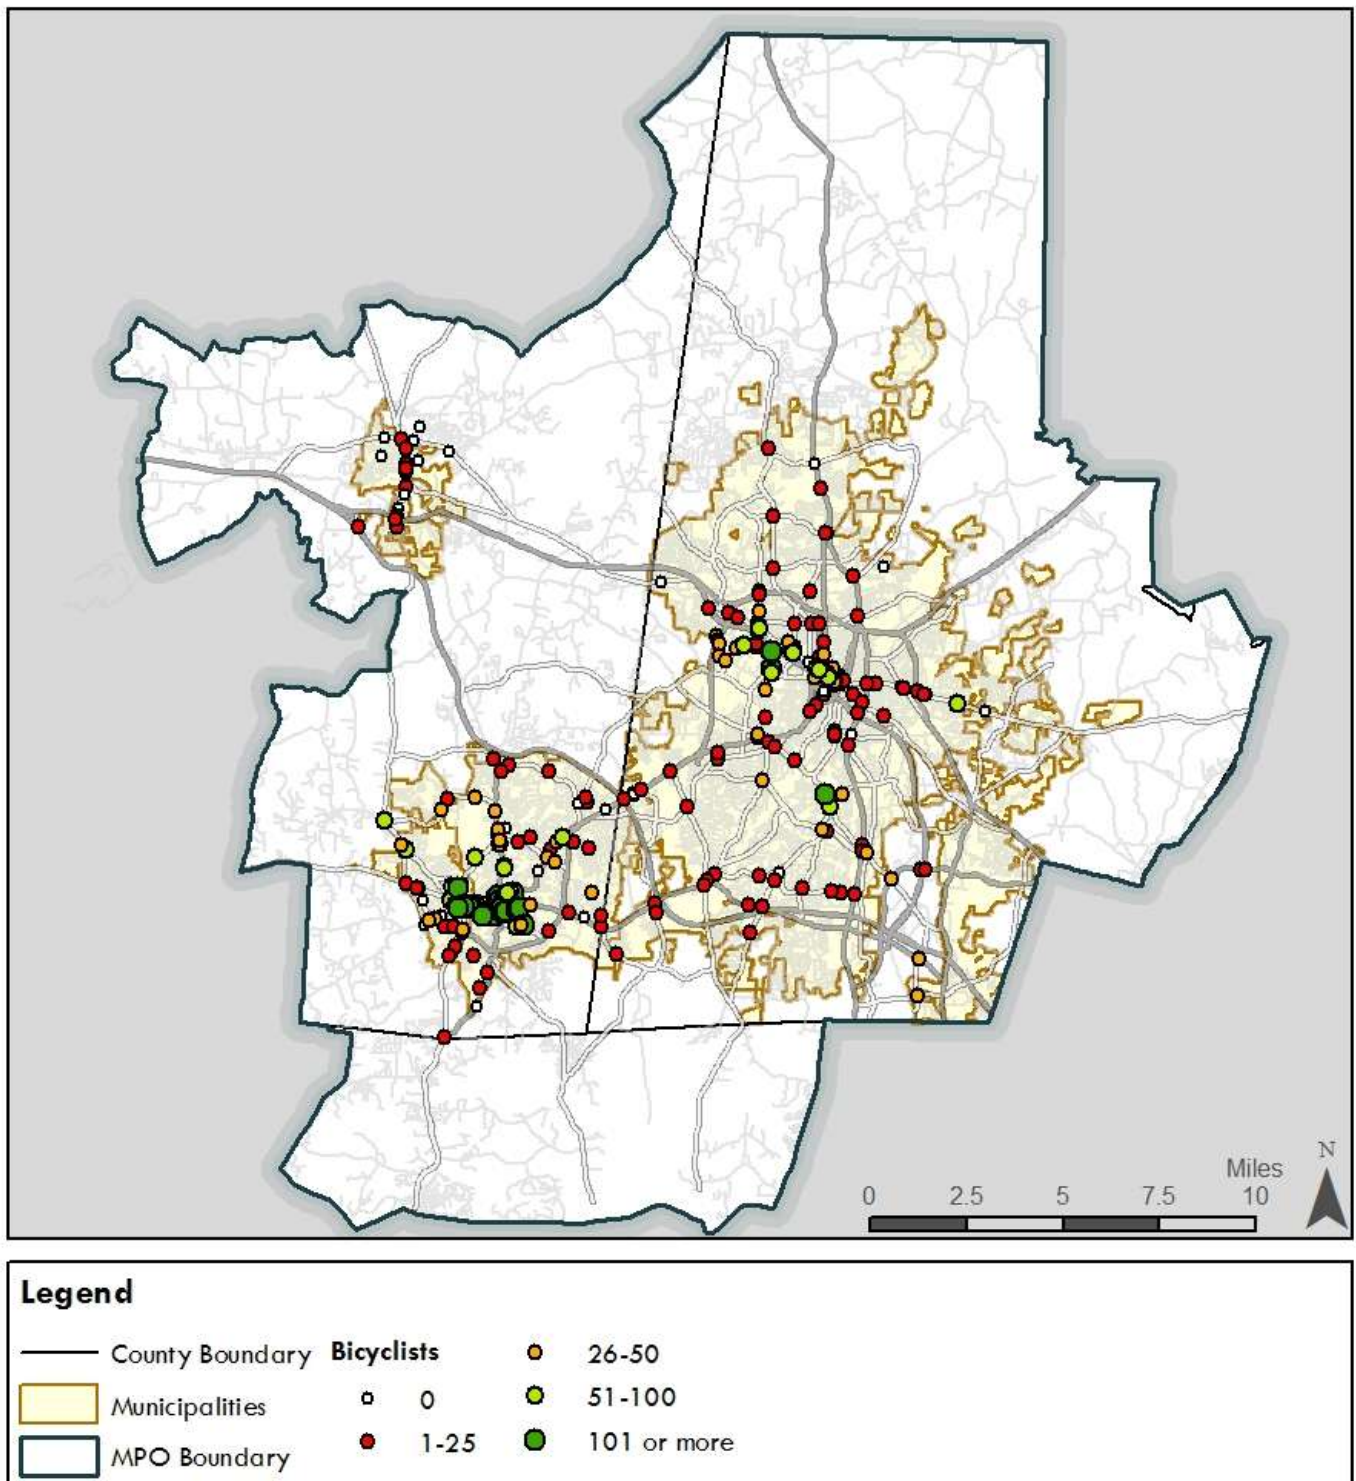 N
Miles
0 2.5 5 7.5 10
Legend
County Boundary Bicyclists 26-50
Municipalities 0 51-100
MPO Boundary 1-25 101 or more